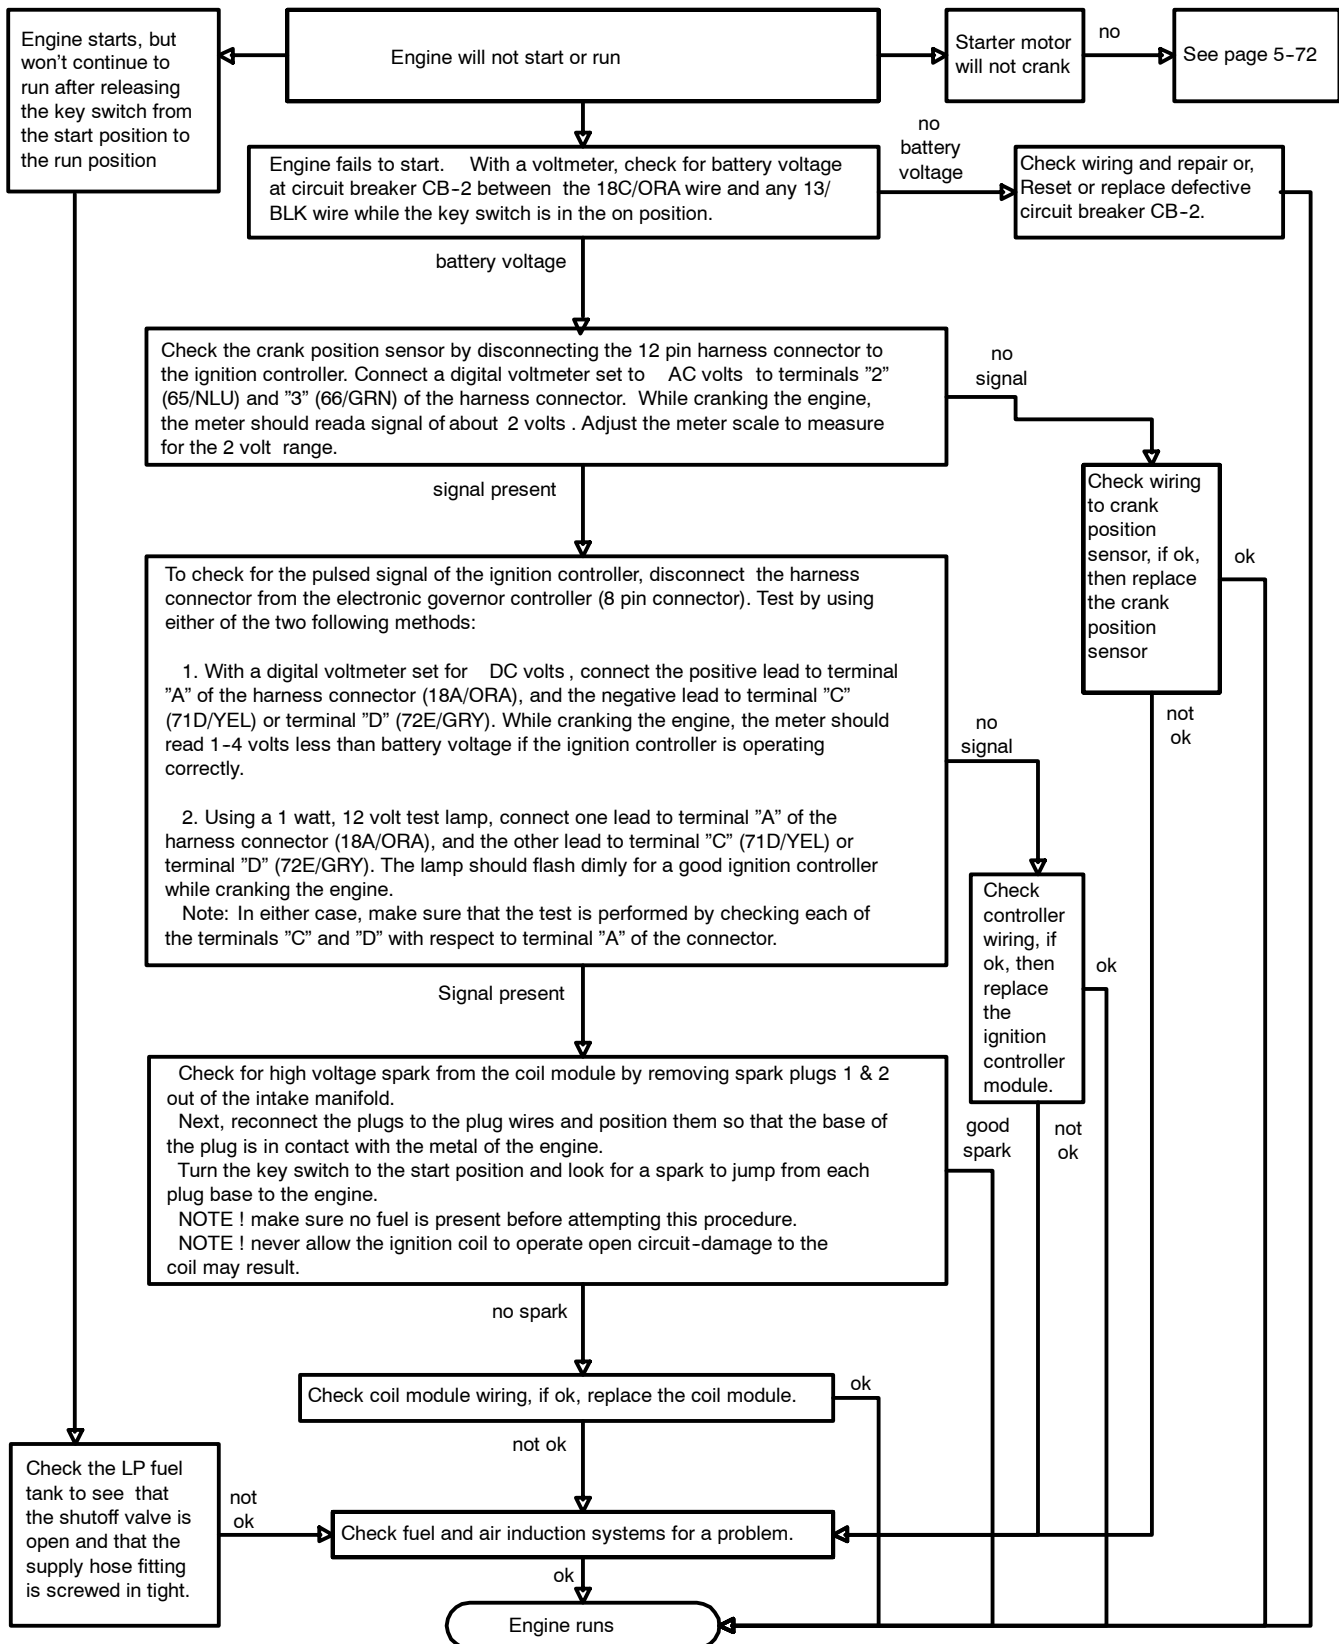 Engine starts, but
won't continue to
run after releasing
the key switch from
the start position to
the run position
Engine will not start or run
Starter motor
will not crank
no
See page 5-72
Engine fails to start. With a voltmeter, check for battery voltage
at circuit breaker CB-2 between the 18C/ORA wire and any 13/
BLK wire while the key switch is in the on position.
no
battery
voltage
Check wiring and repair or,
Reset or replace defective
circuit breaker CB-2.
battery voltage
Check the crank position sensor by disconnecting the 12 pin harness connector to
the ignition controller. Connect a digital voltmeter set to AC volts to terminals ”2”
(65/NLU) and ”3” (66/GRN) of the harness connector. While cranking the engine,
the meter should reada signal of about 2 volts . Adjust the meter scale to measure
for the 2 volt range.
no
signal
signal present
Check wiring
to crank
position
sensor, if ok,
then replace
the crank
position
sensor
ok
not
ok
To check for the pulsed signal of the ignition controller, disconnect the harness
connector from the electronic governor controller (8 pin connector). Test by using
either of the two following methods:
1. With a digital voltmeter set for DC volts , connect the positive lead to terminal
”A” of the harness connector (18A/ORA), and the negative lead to terminal ”C”
(71D/YEL) or terminal ”D” (72E/GRY). While cranking the engine, the meter should
read 1-4 volts less than battery voltage if the ignition controller is operating
correctly.
2. Using a 1 watt, 12 volt test lamp, connect one lead to terminal ”A” of the
harness connector (18A/ORA), and the other lead to terminal ”C” (71D/YEL) or
terminal ”D” (72E/GRY). The lamp should flash dimly for a good ignition controller
while cranking the engine.
Note: In either case, make sure that the test is performed by checking each of
the terminals ”C” and ”D” with respect to terminal ”A” of the connector.
no
signal
Signal present
Check
controller
wiring, if
ok, then
replace
the
ignition
controller
module.
ok
not
ok
Check for high voltage spark from the coil module by removing spark plugs 1 & 2
out of the intake manifold.
Next, reconnect the plugs to the plug wires and position them so that the base of
the plug is in contact with the metal of the engine.
Turn the key switch to the start position and look for a spark to jump from each
plug base to the engine.
NOTE ! make sure no fuel is present before attempting this procedure.
NOTE ! never allow the ignition coil to operate open circuit-damage to the
coil may result.
good
spark
no spark
Check coil module wiring, if ok, replace the coil module.
ok
not ok
Check the LP fuel
tank to see that
the shutoff valve is
open and that the
supply hose fitting
is screwed in tight.
not
ok
Check fuel and air induction systems for a problem.
ok
Engine runs